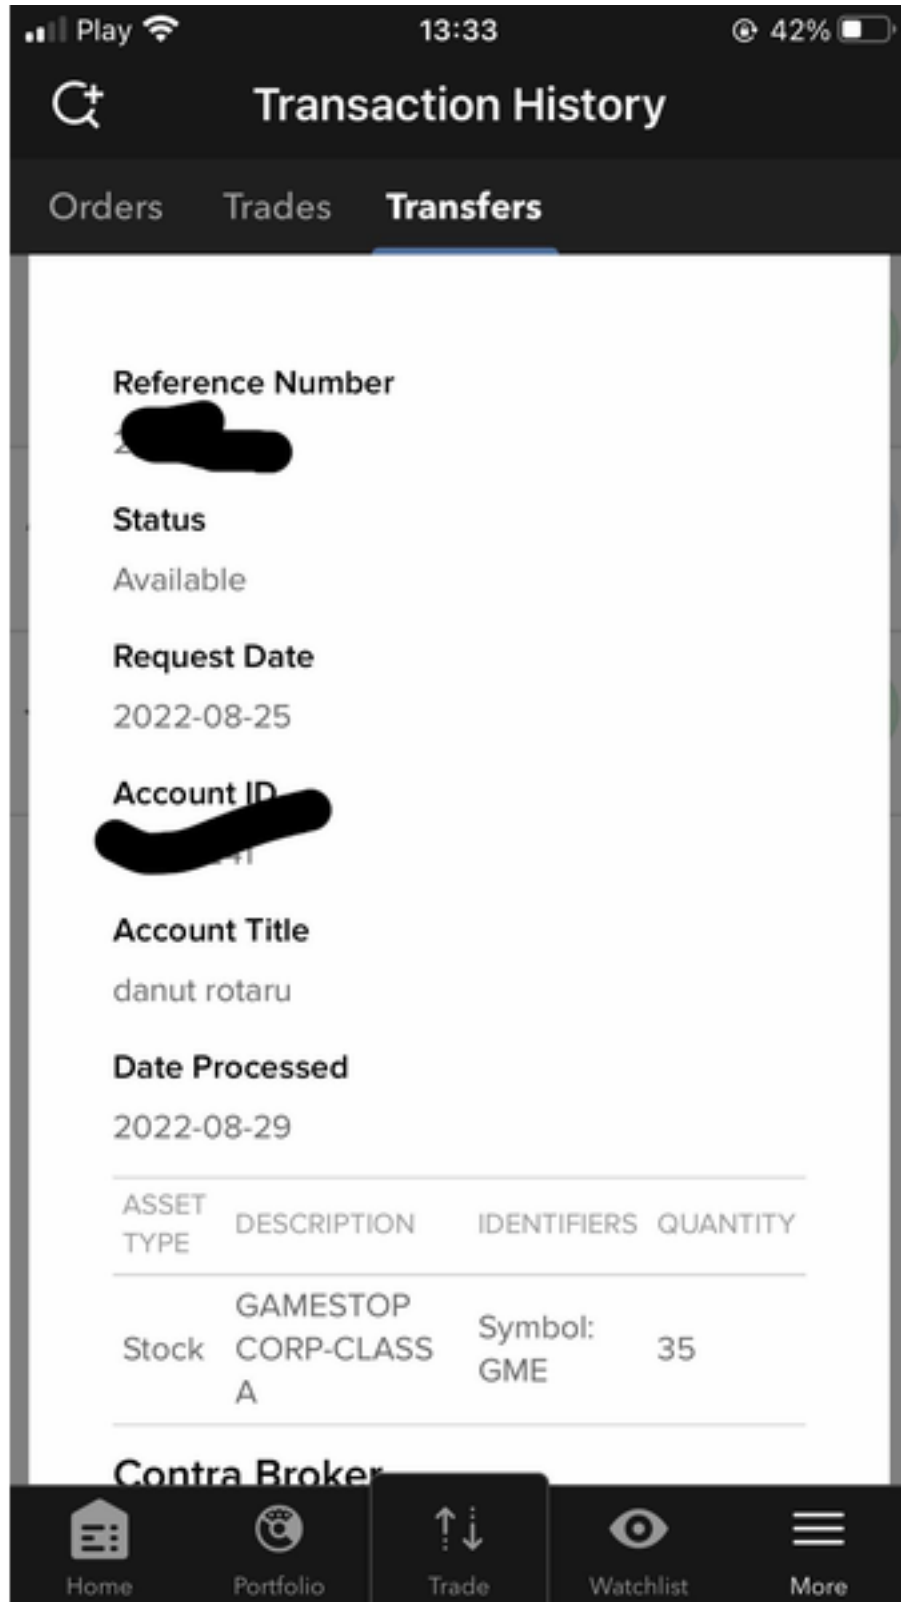 Play
13:33
42%
Transaction History
Orders Trades Transfers
Reference Number
Status
Available
Request Date
2022-08-25
Account ID
Account Title
danut rotaru
Date Processed
2022-08-29
ASSET TYPE DESCRIPTION IDENTIFIERS QUANTITY
Stock GAMESTOP CORP-CLASS A Symbol: GME 35
Contra Broker
Home Portfolio Trade Watchlist More